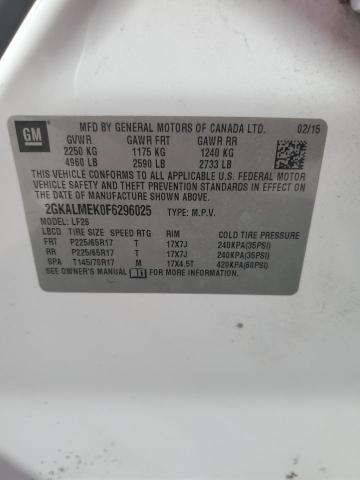 GM
MFD BY GENERAL MOTORS OF CANADA LTD. 02/15
GVWR GAWR FRT GAWR RR
2250 KG 1175 KG 1240 KG
4960 LB 2590 LB 2733 LB
THIS VEHICLE CONFORMS TO ALL APPLICABLE U.S. FEDERAL
MOTOR VEHICLE SAFETY AND THEFT PREVENTION STANDARDS
IN EFFECT ON THE DATE OF MANUFACTURE SHOWN ABOVE.
2GKALMEK0F6296025 TYPE: M.P.V.
MODEL: LF26
LBCD TIRE SIZE SPEED RTG RIM COLD TIRE PRESSURE
FRT P225/65R17 T 17X7J 240KPA(35PSI)
RR P225/65R17 T 17X7J 240KPA(35PSI)
SPA T145/70R17 M 17X4.5T 420KPA(60PSI)
SEE OWNER'S MANUAL FOR MORE INFORMATION.